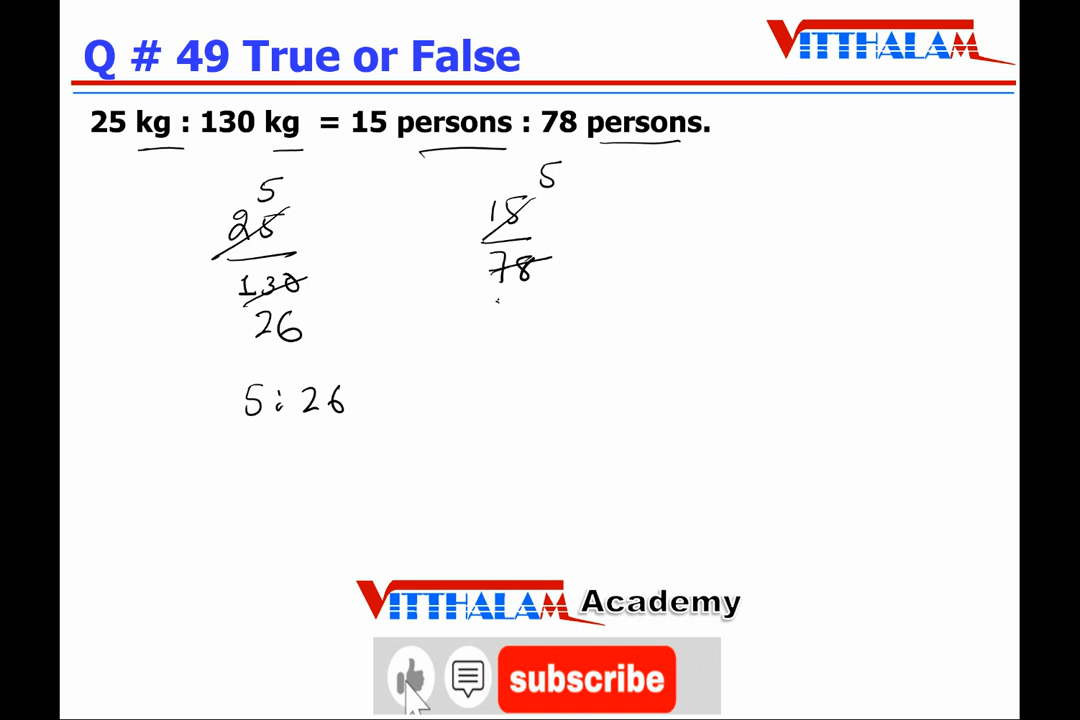 Q # 49 True or False
VITTHALAM
25 kg : 130 kg = 15 persons : 78 persons.
5
25
130
26
5
15
78
5 : 26
VITTHALAM Academy
subscribe